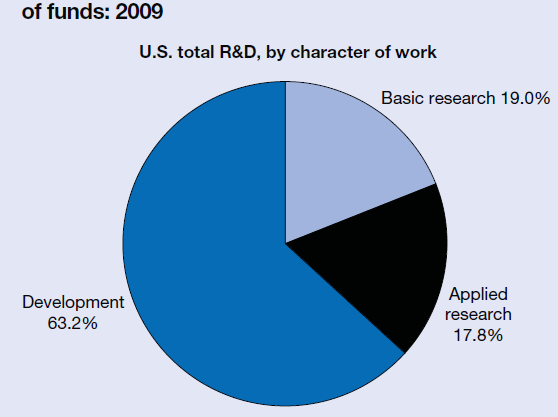 of funds: 2009
U.S. total R&D, by character of work
Basic research 19.0%
Applied
research
17.8%
Development
63.2%